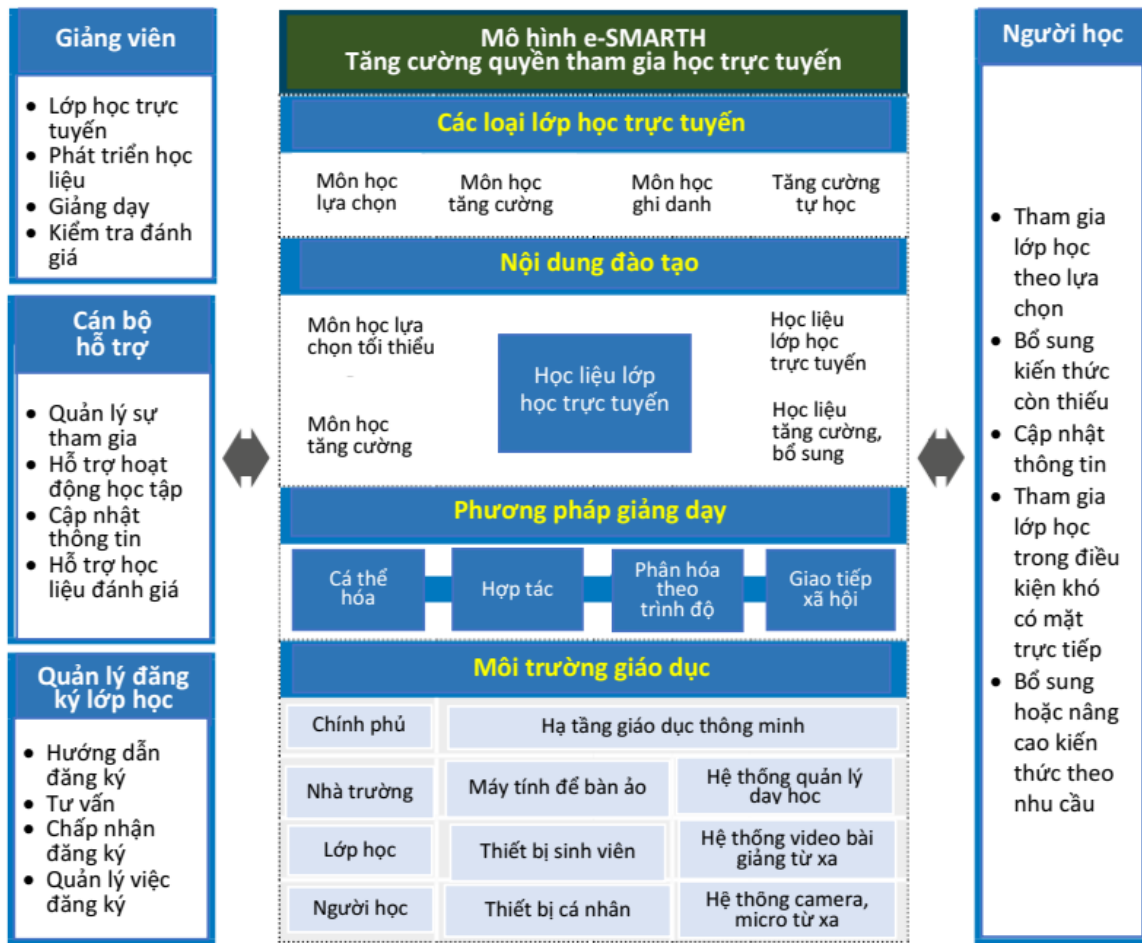 Giảng viên
• Lớp học trực
tuyến
• Phát triển học
liệu
• Giảng dạy
• Kiểm tra đánh
giá
Cán bộ
hỗ trợ
• Quản lý sự
tham gia
• Hỗ trợ hoạt
động học tập
• Cập nhật
thông tin
• Hỗ trợ học
liệu đánh giá
Quản lý đăng
ký lớp học
• Hướng dẫn
đăng ký
• Tư vấn
• Chấp nhận
đăng ký
• Quản lý việc
đăng ký
Mô hình e-SMARTH
Tăng cường quyền tham gia học trực tuyến
Các loại lớp học trực tuyến
Môn học
lựa chọn
Môn học
tăng cường
Môn học
ghi danh
Tăng cường
tự học
Nội dung đào tạo
Môn học lựa
chọn tối thiểu
Môn học
tăng cường
Học liệu lớp
học trực tuyến
Học liệu
lớp học
trực tuyến
Học liệu
tăng cường,
bổ sung
Phương pháp giảng dạy
Cá thể
hóa
Hợp tác
Phân hóa
theo
trình độ
Giao tiếp
xã hội
Môi trường giáo dục
Chính phủ
Hạ tầng giáo dục thông minh
Nhà trường
Máy tính để bàn ảo
Hệ thống quản lý
day hoc
Lớp học
Thiết bị sinh viên
Hệ thống video bài
giảng từ xa
Người học
Thiết bị cá nhân
Hệ thông camera,
micro từ xa
Người học
• Tham gia
lớp học
theo lựa
chọn
• Bổ sung
kiến thức
còn thiếu
• Cập nhật
thông tin
• Tham gia
lớp học
trong điều
kiện khó
có mặt
trực tiếp
• Bổ sung
hoặc nâng
cao kiến
thức theo
nhu cầu